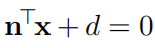 n⊤x + d = 0